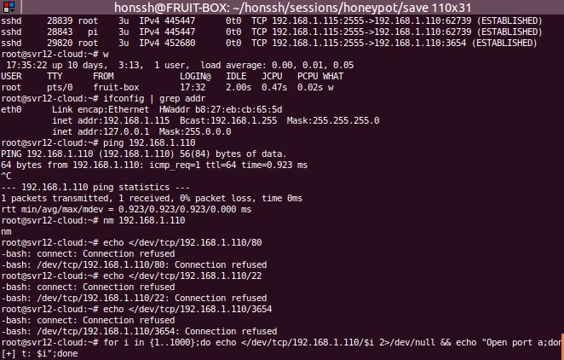 honssh@FRUIT-BOX: ~/honssh/sessions/honeypot/save 110x31
sshd    28839 root    3u  IPv4 445447      0t0  TCP 192.168.1.115:2555->192.168.1.110:62739 (ESTABLISHED)
sshd    28843   pi    3u  IPv4 445447      0t0  TCP 192.168.1.115:2555->192.168.1.110:62739 (ESTABLISHED)
sshd    29820 root    3u  IPv4 452680      0t0  TCP 192.168.1.115:2555->192.168.1.110:3654 (ESTABLISHED)
root@svr12-cloud:~# w
 17:35:22 up 10 days,  3:13,  1 user,  load average: 0.00, 0.01, 0.05
USER     TTY      FROM             LOGIN@   IDLE   JCPU   PCPU WHAT
root     pts/0    fruit-box        17:32    2.00s  0.47s  0.02s w
root@svr12-cloud:~# ifconfig | grep addr
eth0      Link encap:Ethernet  HWaddr b8:27:eb:cb:65:5d
          inet addr:192.168.1.115  Bcast:192.168.1.255  Mask:255.255.255.0
          inet addr:127.0.0.1  Mask:255.0.0.0
root@svr12-cloud:~# ping 192.168.1.110
PING 192.168.1.110 (192.168.1.110) 56(84) bytes of data.
64 bytes from 192.168.1.110: icmp_req=1 ttl=64 time=0.923 ms
^C
--- 192.168.1.110 ping statistics ---
1 packets transmitted, 1 received, 0% packet loss, time 0ms
rtt min/avg/max/mdev = 0.923/0.923/0.923/0.000 ms
root@svr12-cloud:~# nm 192.168.1.110
nm
root@svr12-cloud:~# echo </dev/tcp/192.168.1.110/80
-bash: connect: Connection refused
-bash: /dev/tcp/192.168.1.110/80: Connection refused
root@svr12-cloud:~# echo </dev/tcp/192.168.1.110/22
-bash: connect: Connection refused
-bash: /dev/tcp/192.168.1.110/22: Connection refused
root@svr12-cloud:~# echo </dev/tcp/192.168.1.110/3654
-bash: connect: Connection refused
-bash: /dev/tcp/192.168.1.110/3654: Connection refused
root@svr12-cloud:~# for i in {1..1000};do echo </dev/tcp/192.168.1.110/$i 2>/dev/null && echo "Open port a;don
[+] t: $i";done